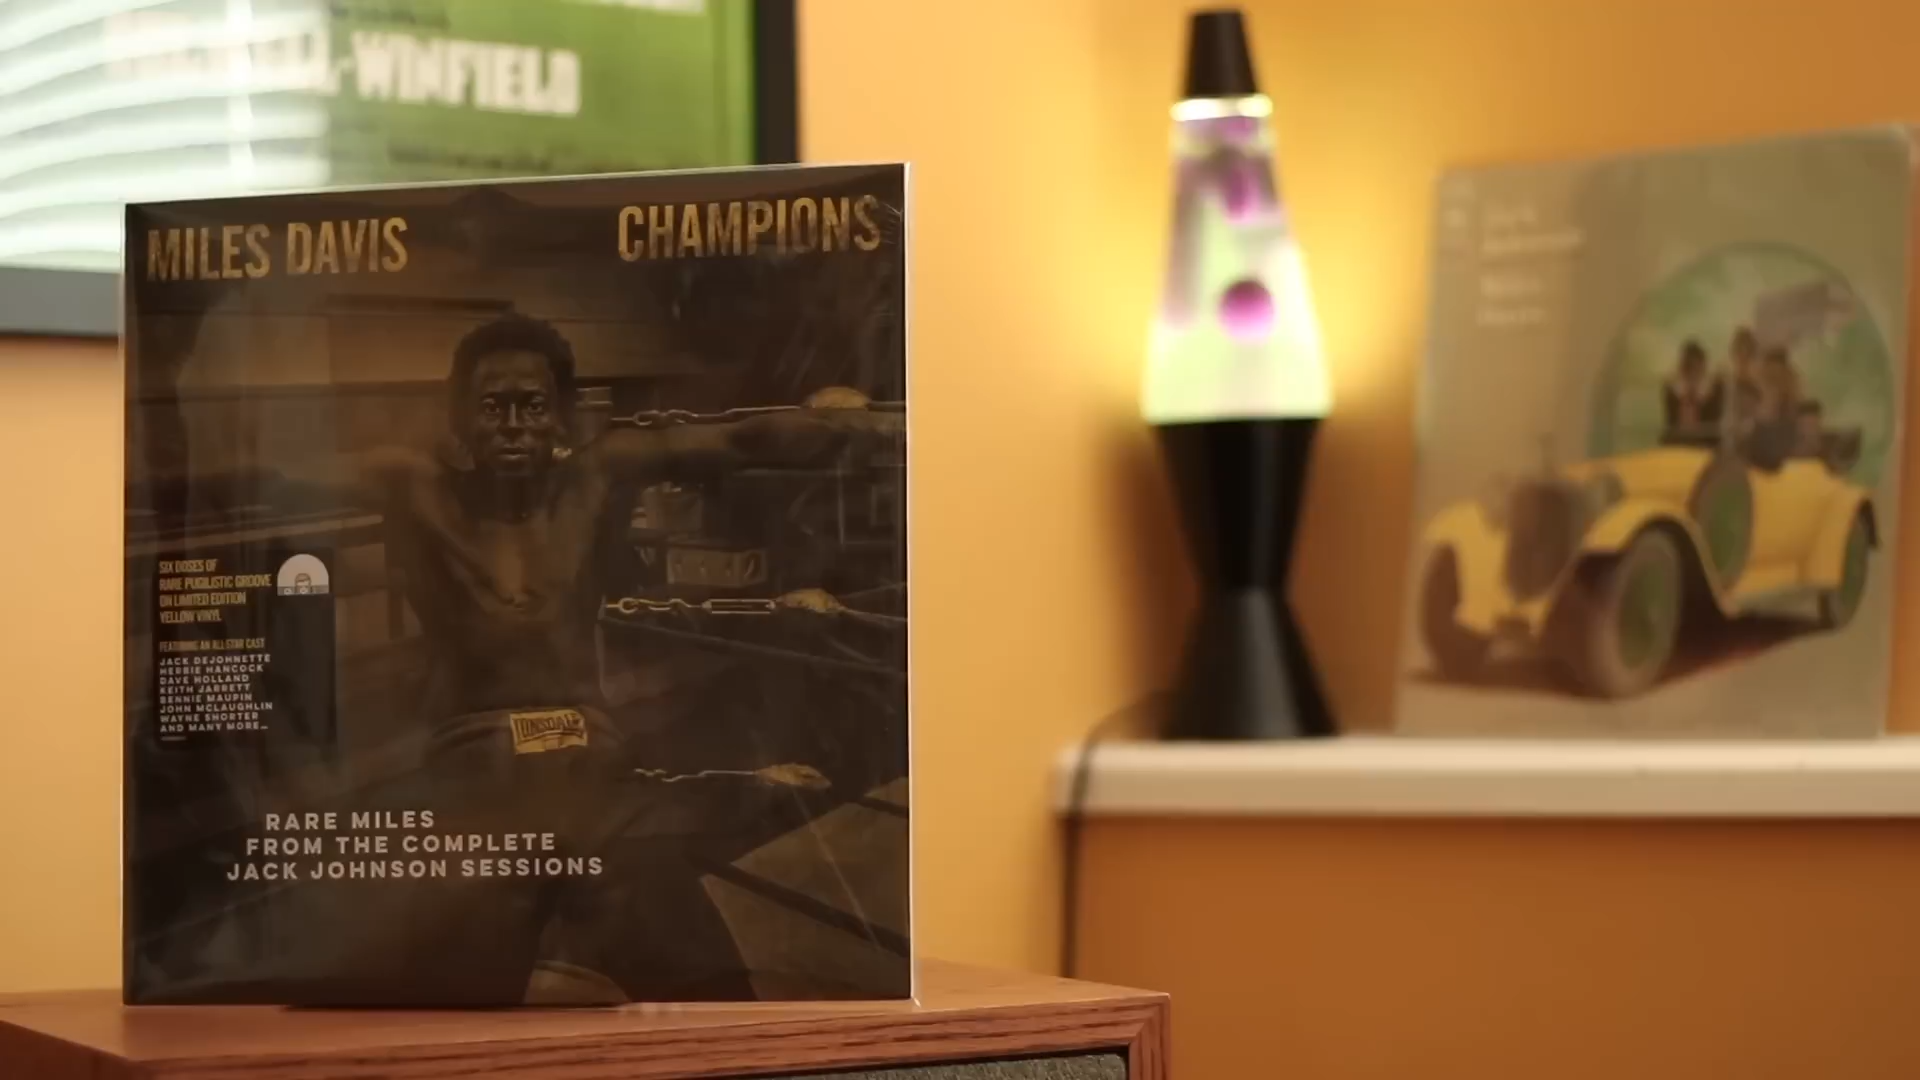 WINFIELD
MILES DAVIS
CHAMPIONS
SIX DOSES OF
RARE PUGILISTIC GROOVE
ON LIMITED EDITION
YELLOW VINYL
FEATURING AN ALL-STAR CAST
JACK DEJOHNETTE
HERBIE HANCOCK
DAVE HOLLAND
KEITH JARRETT
BENNIE MAUPIN
JOHN MCLAUGHLIN
WAYNE SHORTER
AND MANY MORE...
LONSDALE
RARE MILES
FROM THE COMPLETE
JACK JOHNSON SESSIONS